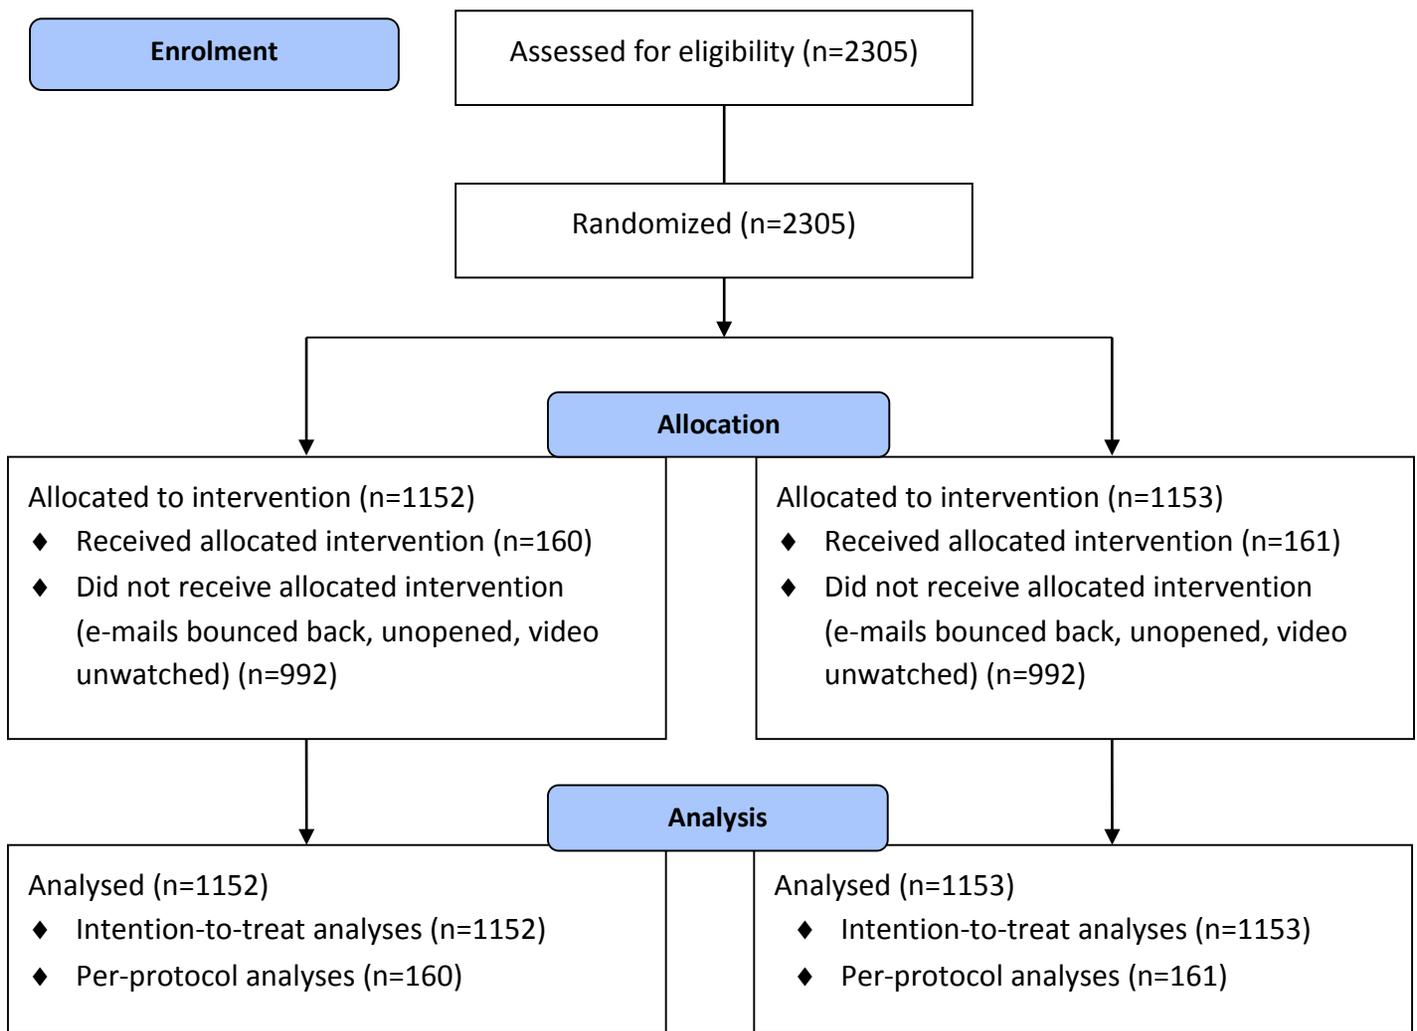 Enrolment
Assessed for eligibility (n=2305)
Randomized (n=2305)
Allocation
Allocated to intervention (n=1152)
♦ Received allocated intervention (n=160)
♦ Did not receive allocated intervention
(e-mails bounced back, unopened, video
unwatched) (n=992)
Allocated to intervention (n=1153)
♦ Received allocated intervention (n=161)
♦ Did not receive allocated intervention
(e-mails bounced back, unopened, video
unwatched) (n=992)
Analysis
Analysed (n=1152)
♦ Intention-to-treat analyses (n=1152)
♦ Per-protocol analyses (n=160)
Analysed (n=1153)
♦ Intention-to-treat analyses (n=1153)
♦ Per-protocol analyses (n=161)